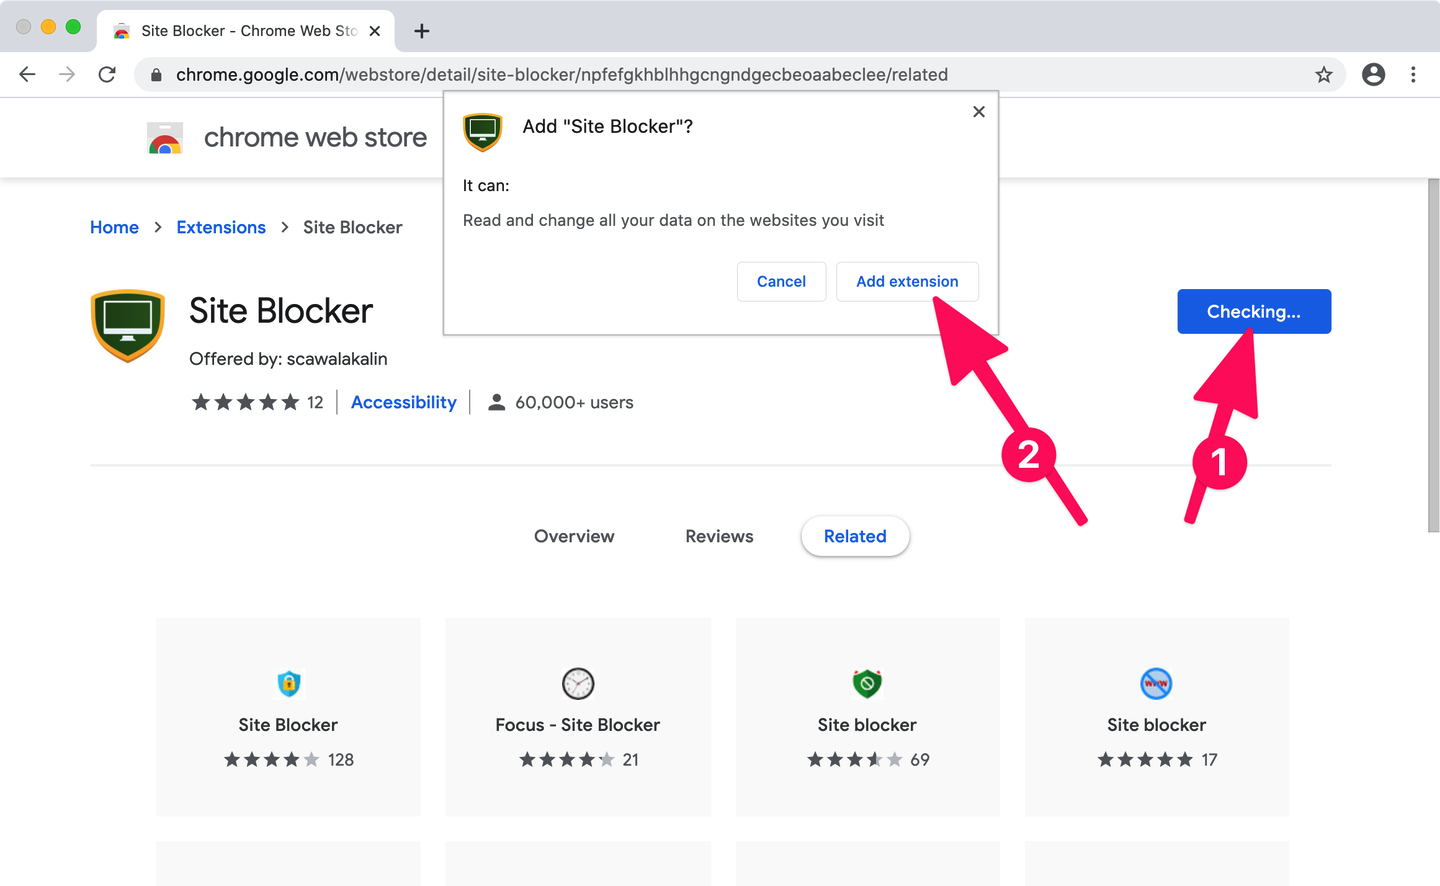 Site Blocker - Chrome Web Sto
chrome.google.com/webstore/detail/site-blocker/npfefgkhblhhgcngndgecbeoaabeclee/related
chrome web store
Add "Site Blocker"?
It can:
Read and change all your data on the websites you visit
Cancel
Add extension
Home > Extensions > Site Blocker
Site Blocker
Checking...
Offered by: scawalakalin
12
Accessibility
60,000+ users
2
1
Overview
Reviews
Related
Site Blocker
128
Focus - Site Blocker
21
Site blocker
69
www
Site blocker
17